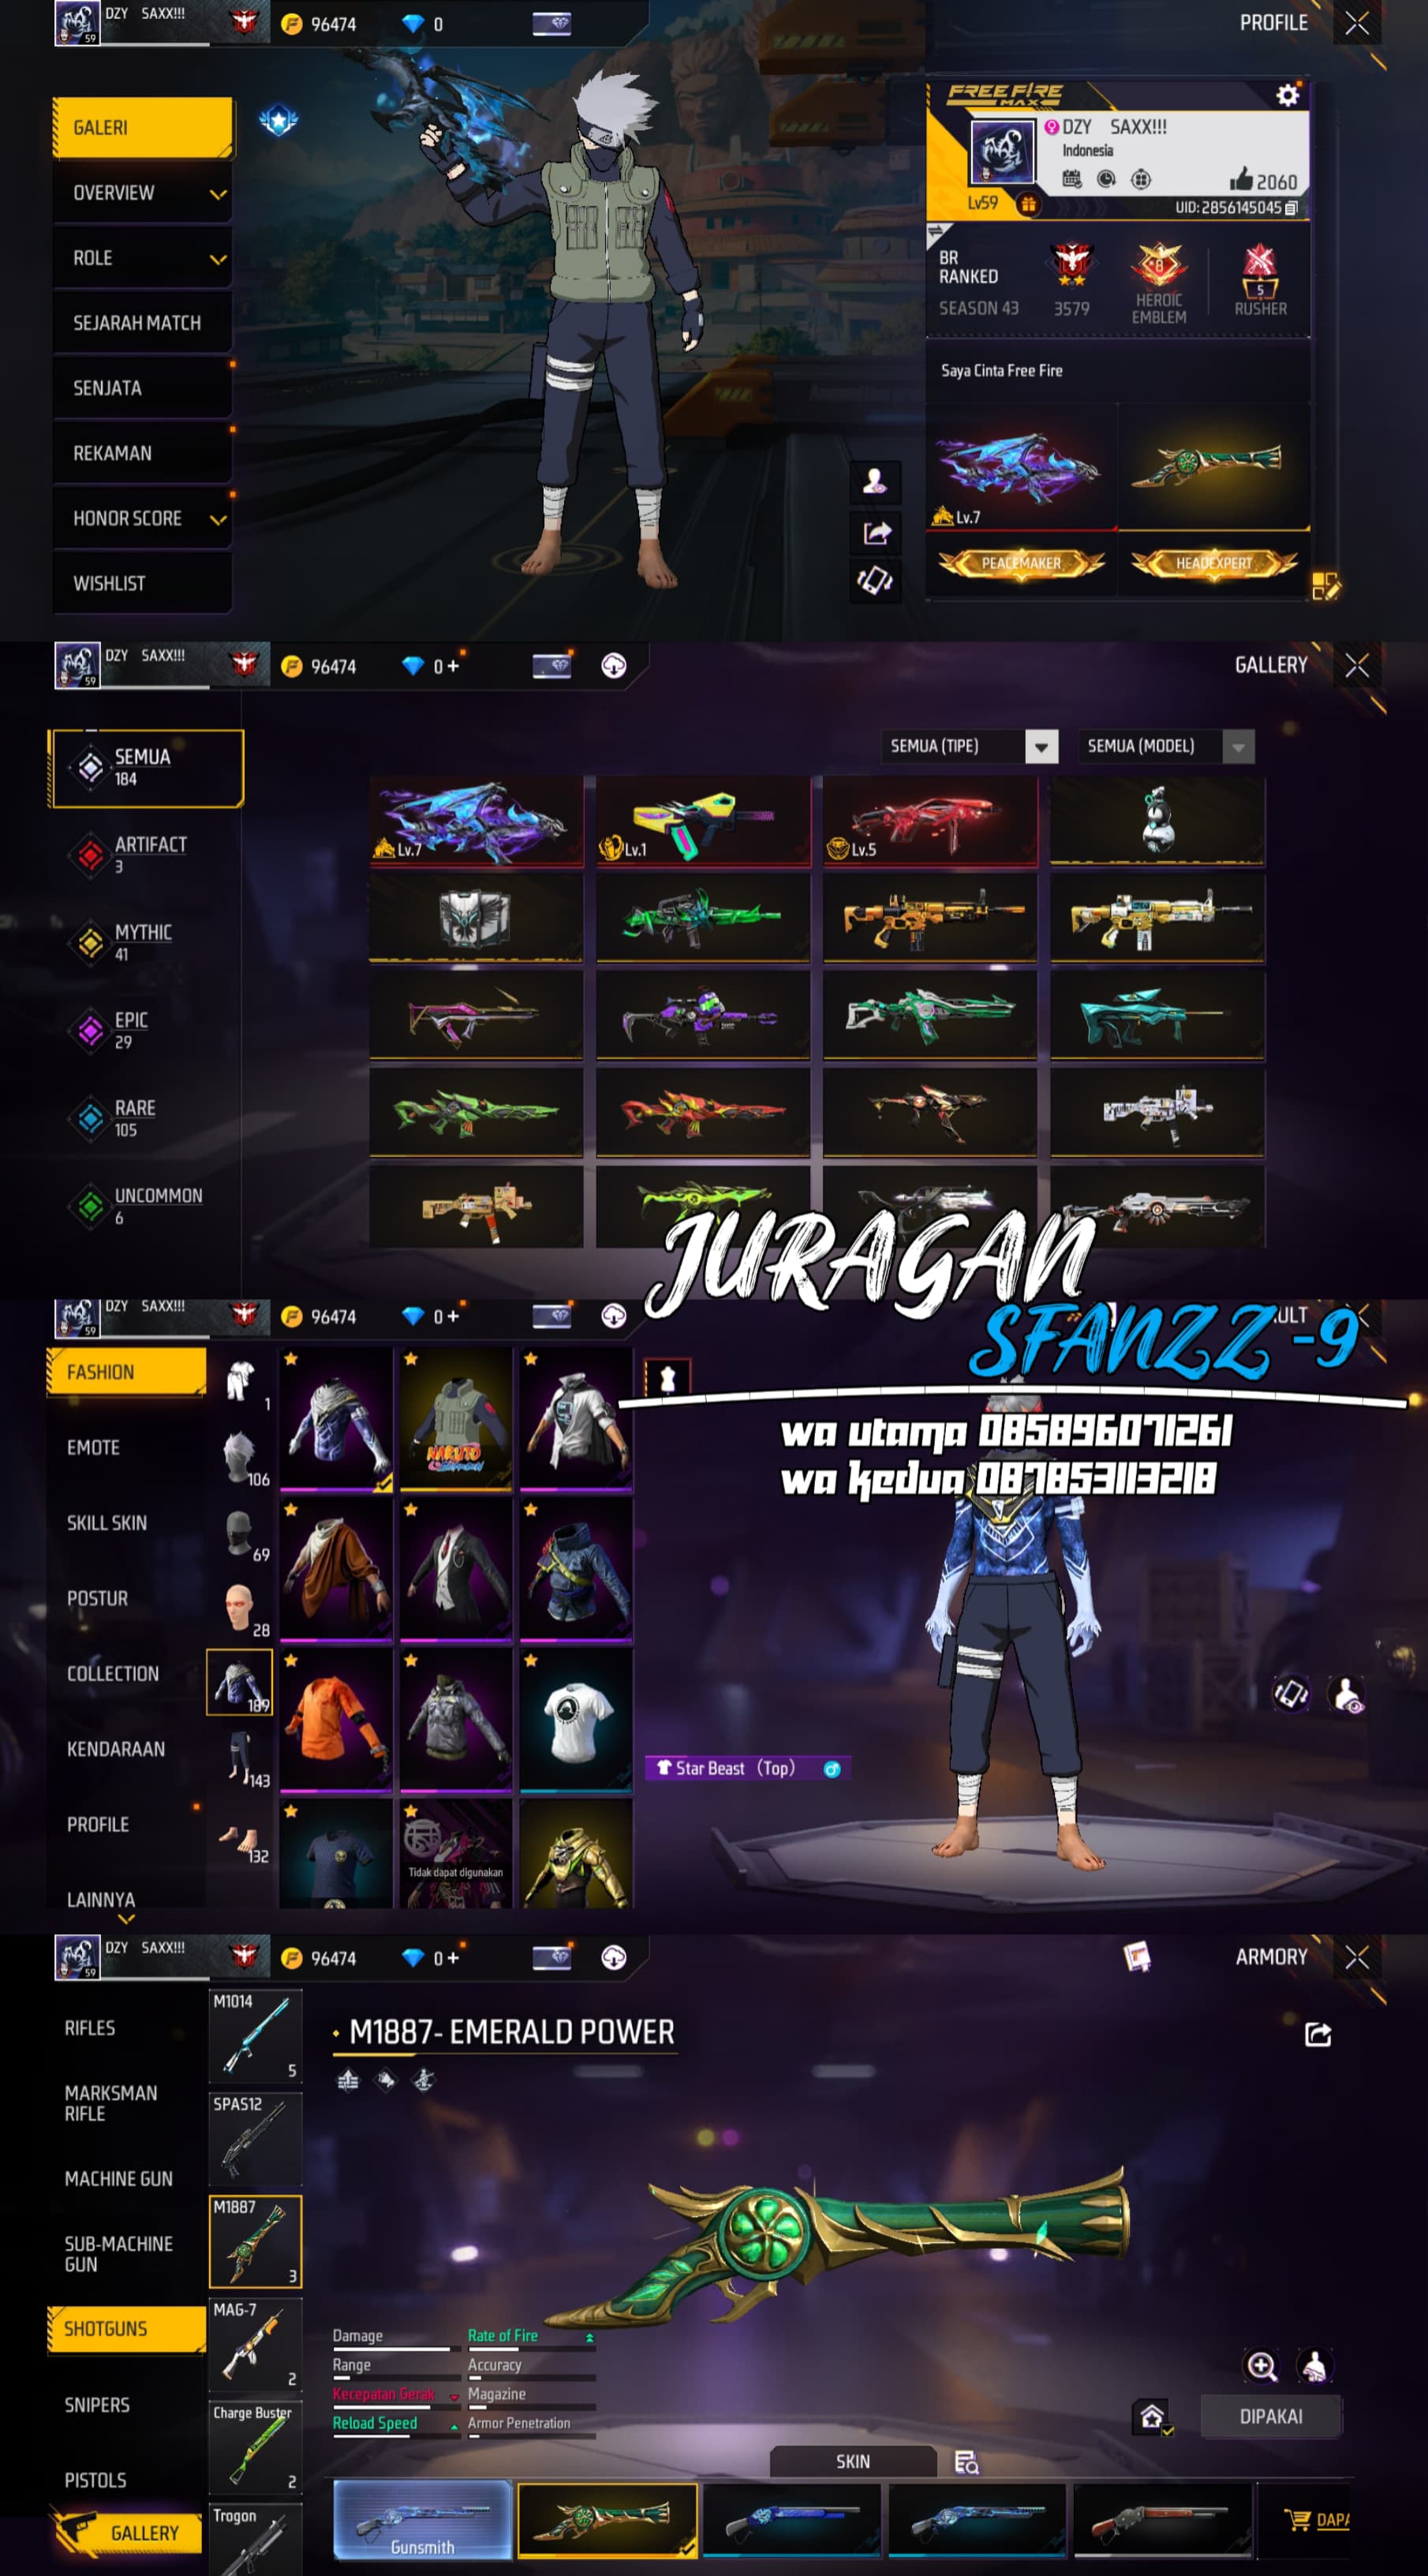 DZY SAXX!!!
59
96474
0
PROFILE
GALERI
OVERVIEW
ROLE
SEJARAH MATCH
SENJATA
REKAMAN
HONOR SCORE
WISHLIST
FREE FIRE
MAX
DZY SAXX!!!
Indonesia
2060
Lv59
UID: 2856145045
BR
RANKED
SEASON 43
3579
8
HEROIC
EMBLEM
5
RUSHER
Saya Cinta Free Fire
Lv.7
PEACEMAKER
HEADEXPERT
DZY SAXX!!!
59
96474
0 +
GALLERY
SEMUA
184
ARTIFACT
3
MYTHIC
41
EPIC
29
RARE
105
UNCOMMON
6
SEMUA (TIPE)
SEMUA (MODEL)
Lv.7
Lv.1
Lv.5
JURAGAN
SFANZZ-9
wa utama 085896071261
wa kedua 087853113218
DZY SAXX!!!
59
96474
0 +
ULT
FASHION
EMOTE
SKILL SKIN
POSTUR
COLLECTION
KENDARAAN
PROFILE
LAINNYA
1
106
69
28
189
143
132
NARUTO
Tidak dapat digunakan
Star Beast (Top)
DZY SAXX!!!
59
96474
0 +
ARMORY
RIFLES
MARKSMAN
RIFLE
MACHINE GUN
SUB-MACHINE
GUN
SHOTGUNS
SNIPERS
PISTOLS
GALLERY
M1014
5
SPAS12
M1887
3
MAG-7
2
Charge Buster
2
Trogon
M1887- EMERALD POWER
Damage
Rate of Fire
Range
Accuracy
Kecepatan Gerak
Magazine
Reload Speed
Armor Penetration
DIPAKAI
SKIN
Gunsmith
DAPA